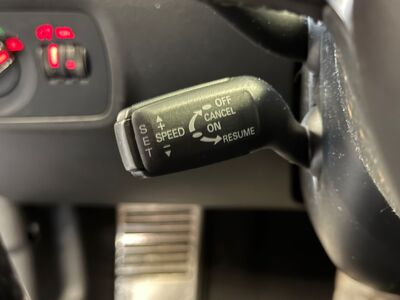 OFF
CANCEL
ON
RESUME
+
SPEED
−
SET